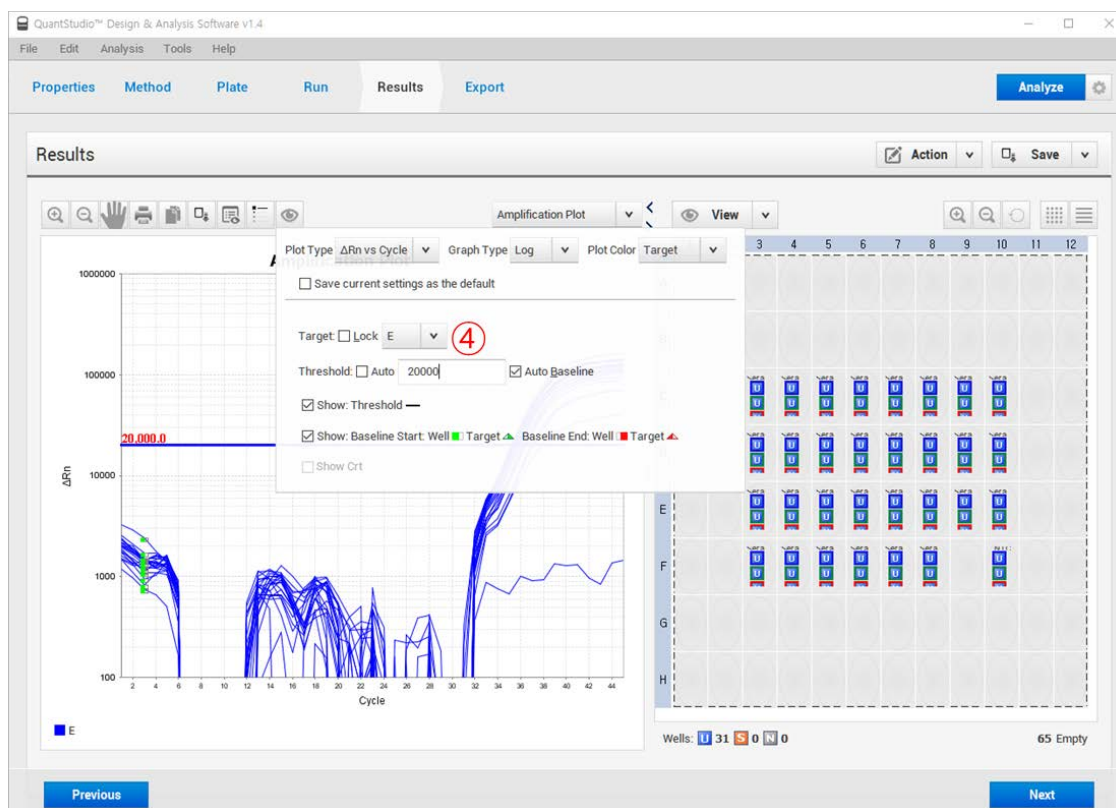 QuantStudio™ Design & Analysis Software v1.4
File Edit Analysis Tools Help
Properties Method Plate Run Results Export Analyze
Results Action Save
Amplification Plot View
Plot Type ΔRn vs Cycle Graph Type Log Plot Color Target
Save current settings as the default
Target: Lock E ④
Threshold: Auto 20000 Auto Baseline
Show: Threshold
Show: Baseline Start: Well Target Baseline End: Well Target
Show Crt
1000000
100000
20,000.0
10000
1000
100
ΔRn
2 4 6 8 10 12 14 16 18 20 22 24 26 28 30 32 34 36 38 40 42 44
Cycle
E
3 4 5 6 7 8 9 10 11 12
E
F
G
H
Wells: U 31 S 0 N 0 65 Empty
Previous Next